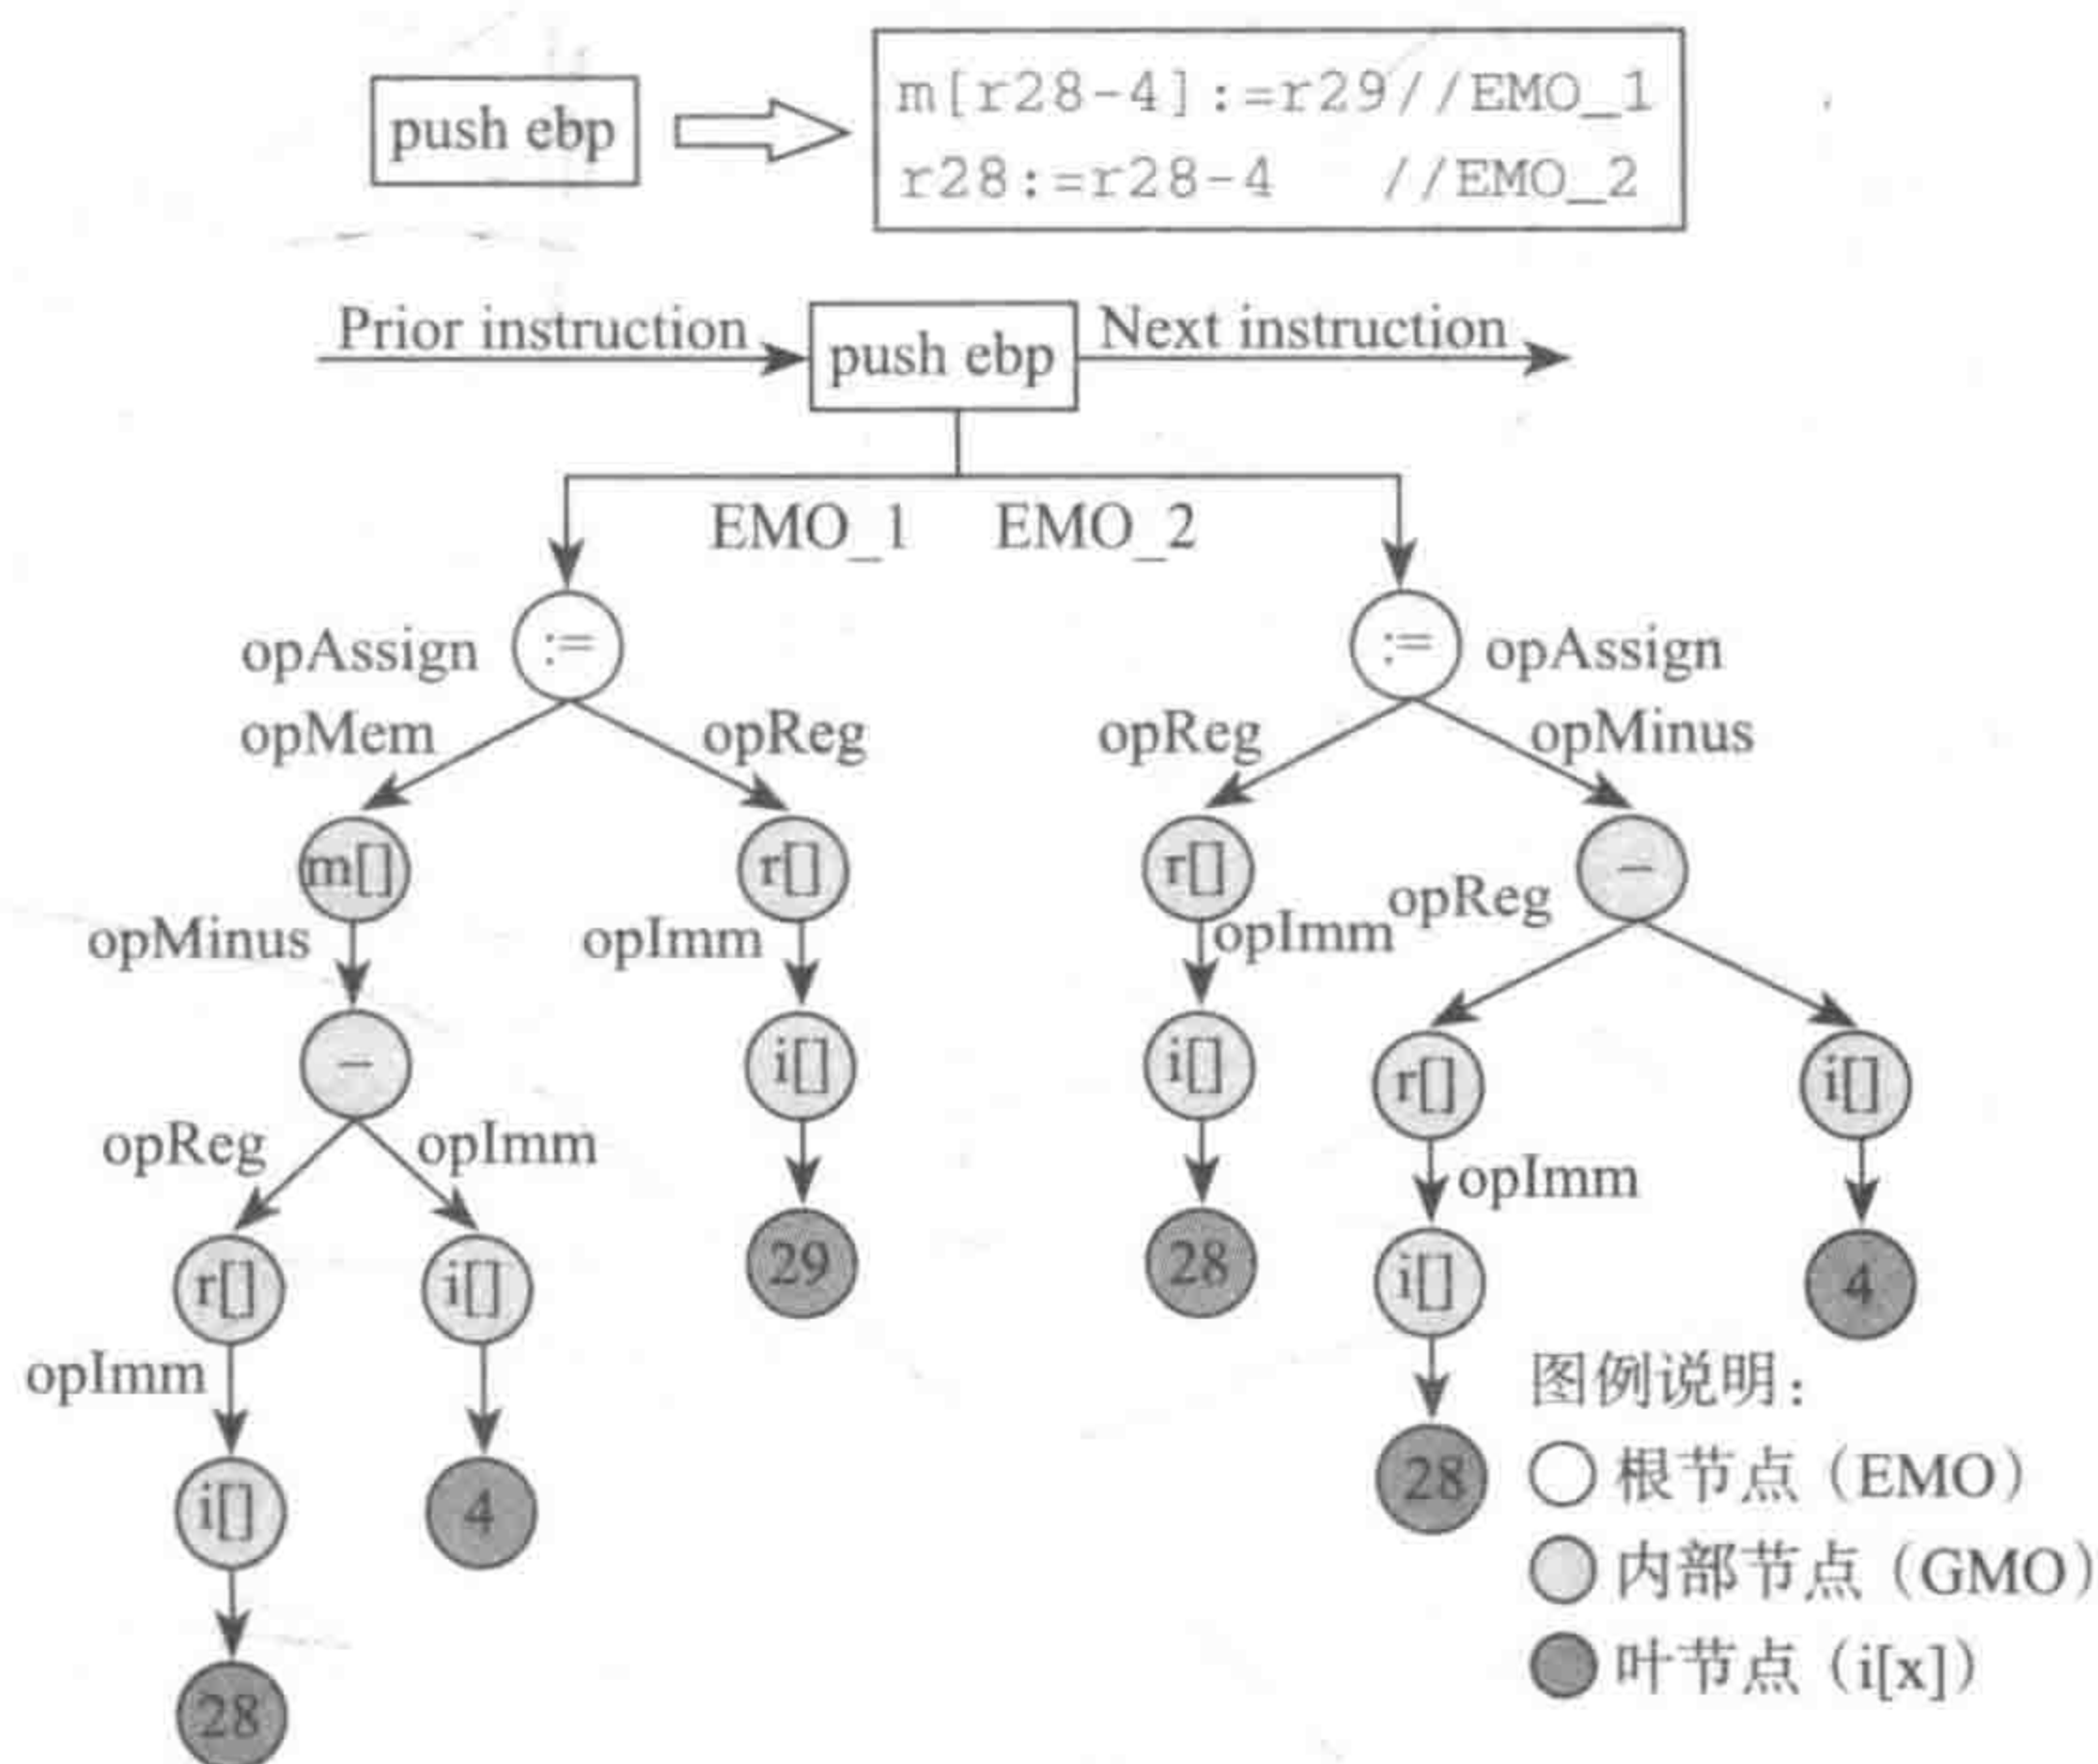 push ebp
m[r28-4]:=r29//EMO_1
r28:=r28-4 //EMO_2
Prior instruction
push ebp
Next instruction
EMO_1 EMO_2
opAssign := := opAssign
opMem opReg opReg opMinus
m[] r[] r[] −
opMinus opImm opImm opReg
− i[] i[] r[] i[]
opReg opImm opImm
r[] i[] 29 28 i[] 4
opImm 图例说明：
i[] 4 28 根节点（EMO）
内部节点（GMO）
28 叶节点（i[x]）